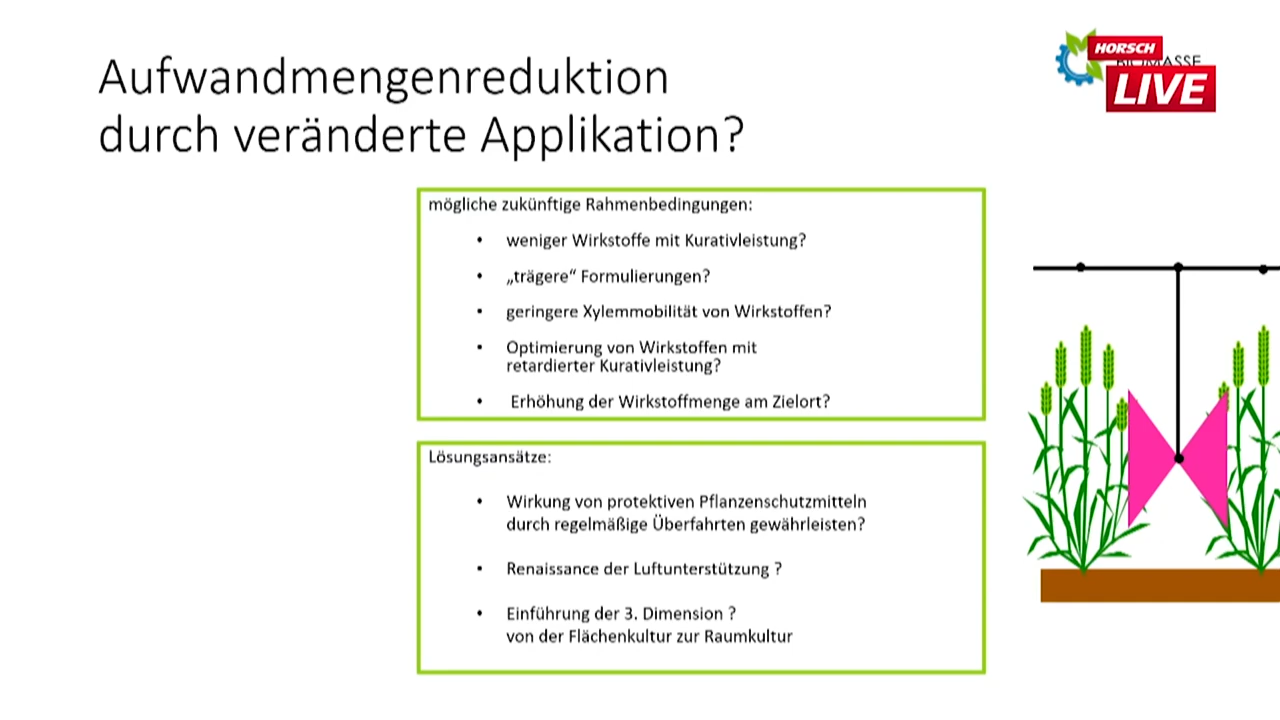 Aufwandmengenreduktion
durch veränderte Applikation?
HORSCH
LIVE
mögliche zukünftige Rahmenbedingungen:
• weniger Wirkstoffe mit Kurativleistung?
• „trägere“ Formulierungen?
• geringere Xylemmobilität von Wirkstoffen?
• Optimierung von Wirkstoffen mit
retardierter Kurativleistung?
• Erhöhung der Wirkstoffmenge am Zielort?
Lösungsansätze:
• Wirkung von protektiven Pflanzenschutzmitteln
durch regelmäßige Überfahrten gewährleisten?
• Renaissance der Luftunterstützung ?
• Einführung der 3. Dimension ?
von der Flächenkultur zur Raumkultur